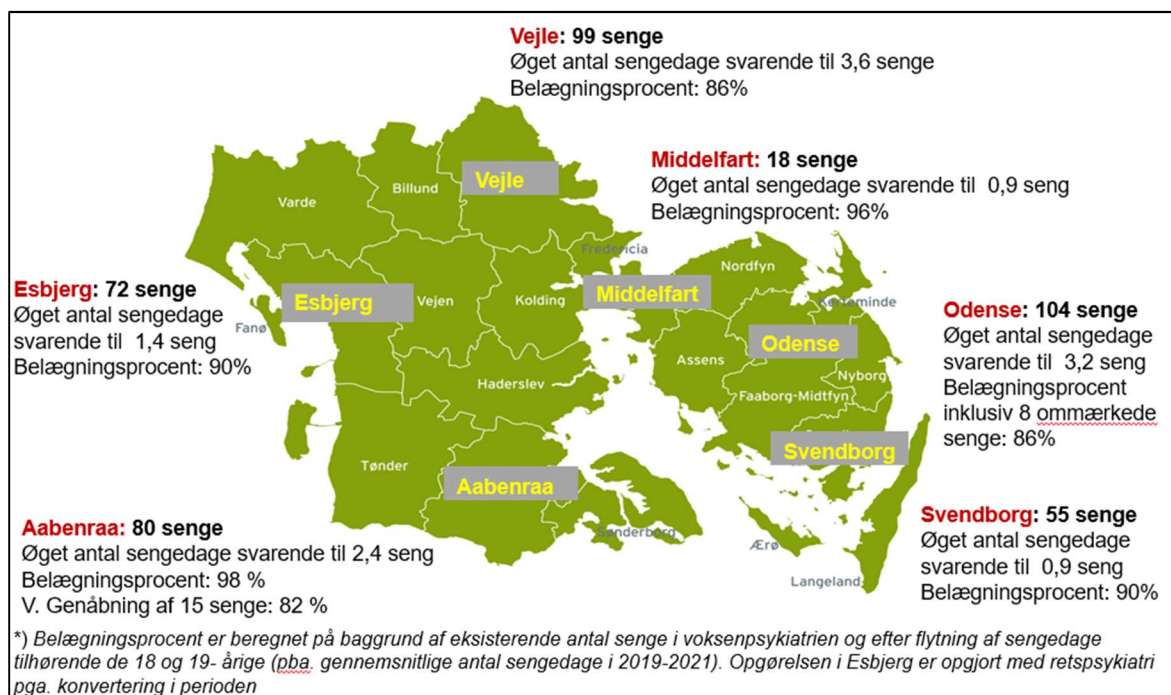 Vejle: 99 senge
Øget antal sengedage svarende til 3,6 senge
Belægningsprocent: 86%
Middelfart: 18 senge
Øget antal sengedage svarende til 0,9 seng
Belægningsprocent: 96%
Vejle
Billund
Varde
Fredericia
Nordfyn
Esbjerg: 72 senge
Øget antal sengedage
svarende til 1,4 seng
Belægningsprocent: 90%
Fanø
Esbjerg
Vejen
Kolding
Middelfart
Kerteminde
Odense
Assens
Nyborg
Faaborg-Midtfyn
Haderslev
Odense: 104 senge
Øget antal sengedage
svarende til 3,2 seng
Belægningsprocent
inklusiv 8 ommærkede
senge: 86%
Svendborg
Tønder
Aabenraa
Sønderborg
Ærø
Langeland
Aabenraa: 80 senge
Øget antal sengedage svarende til 2,4 seng
Belægningsprocent: 98 %
V. Genåbning af 15 senge: 82 %
Svendborg: 55 senge
Øget antal sengedage
svarende til 0,9 seng
Belægningsprocent: 90%
*) Belægningsprocent er beregnet på baggrund af eksisterende antal senge i voksenpsykiatrien og efter flytning af sengedage
tilhørende de 18 og 19- årige (pba. gennemsnitlige antal sengedage i 2019-2021). Opgørelsen i Esbjerg er opgjort med retspsykiatri
pga. konvertering i perioden